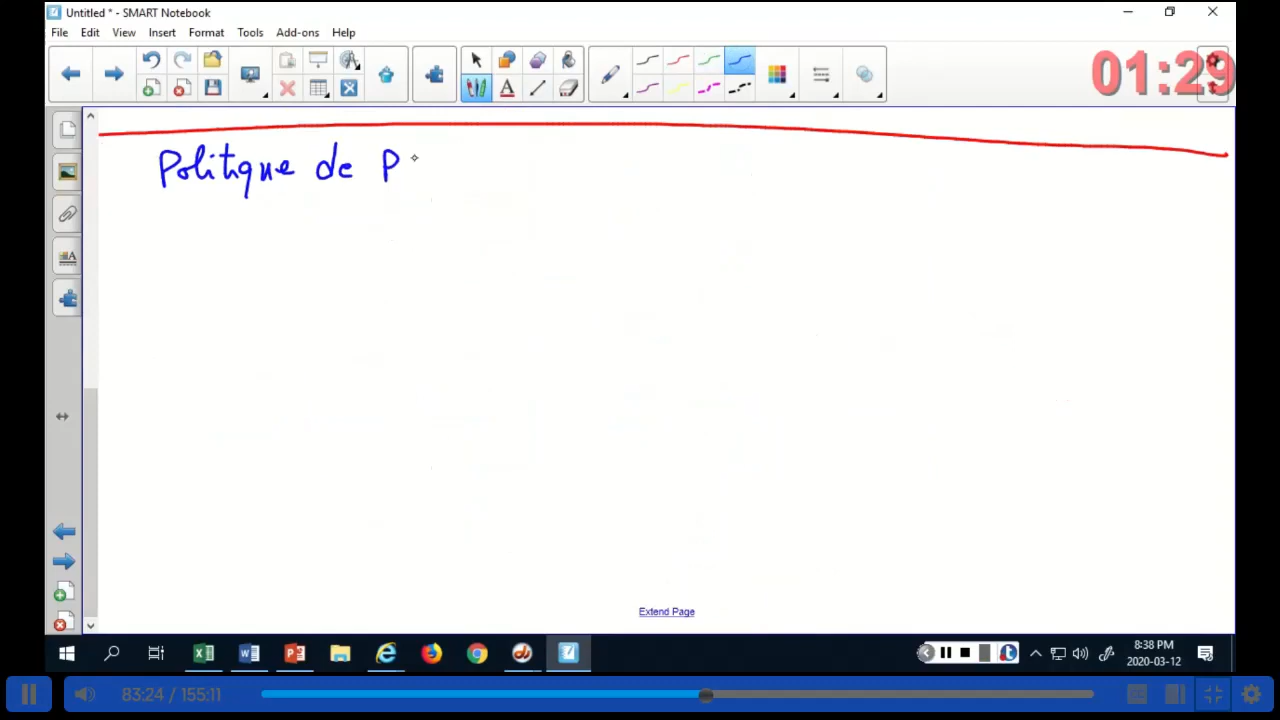 Untitled * - SMART Notebook
File Edit View Insert Format Tools Add-ons Help
01:29
Politique de P
Extend Page
8:38 PM
2020-03-12
83:24 / 155:11